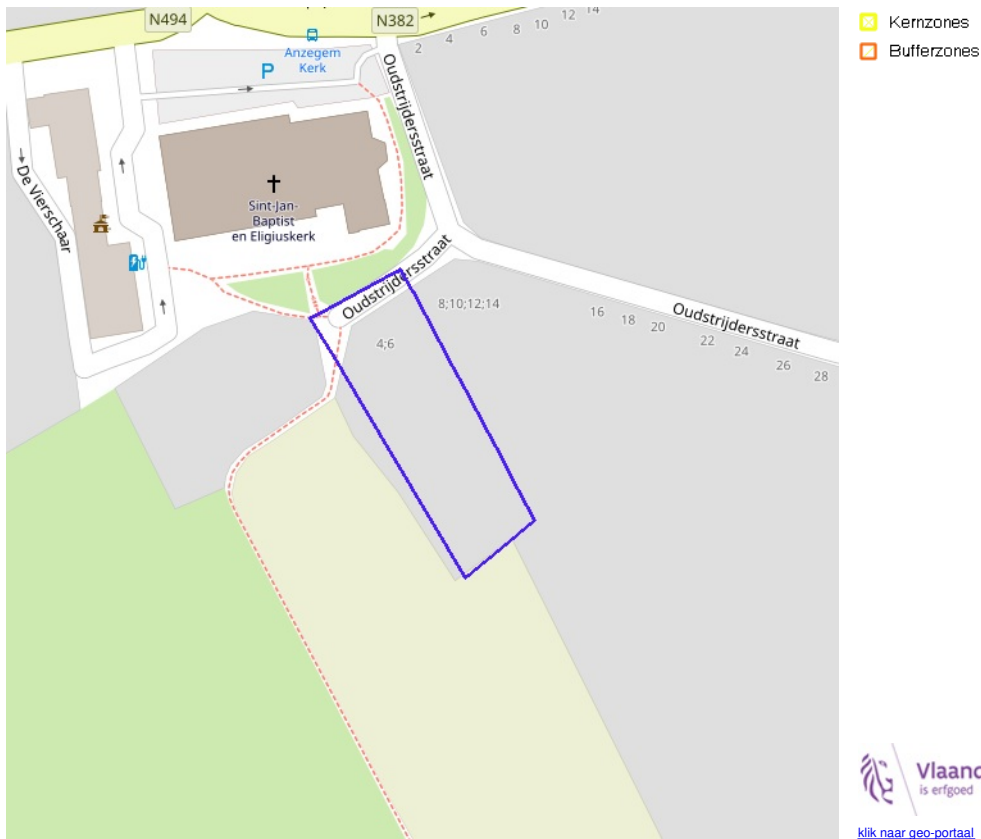 N494
N382
2
4
6
8
10
12
14
P
Anzegem
Kerk
Oudstrijdersstraat
De Vierschaar
Sint-Jan-
Baptist
en Eligiuskerk
Oudstrijdersstraat
8;10;12;14
4;6
16
18
20
22
24
26
28
Oudstrijdersstraat
Kernzones
Bufferzones
Vlaand
is erfgoed
klik naar geo-portaal